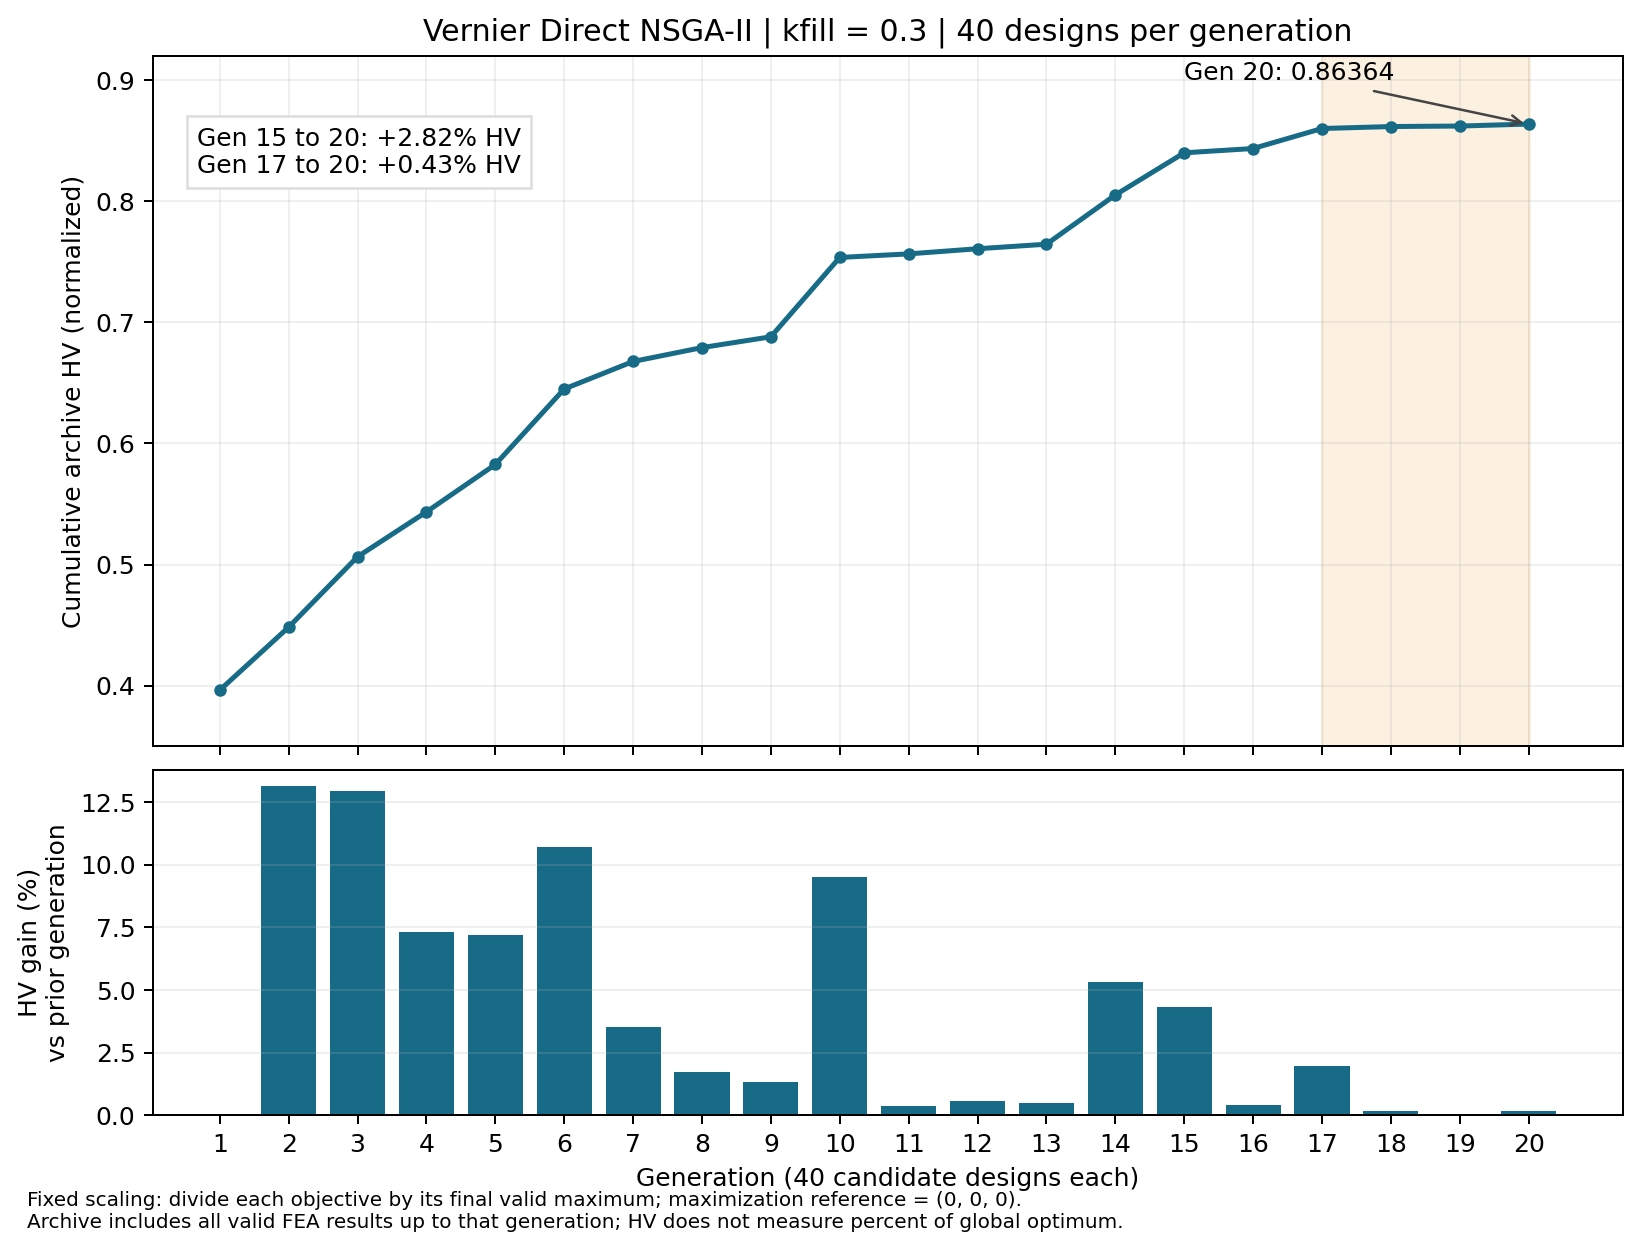 Vernier Direct NSGA-II | kfill = 0.3 | 40 designs per generation
Cumulative archive HV (normalized)
0.9
0.8
0.7
0.6
0.5
0.4
Gen 20: 0.86364
Gen 15 to 20: +2.82% HV
Gen 17 to 20: +0.43% HV
HV gain (%)
vs prior generation
12.5
10.0
7.5
5.0
2.5
0.0
1 2 3 4 5 6 7 8 9 10 11 12 13 14 15 16 17 18 19 20
Generation (40 candidate designs each)
Fixed scaling: divide each objective by its final valid maximum; maximization reference = (0, 0, 0).
Archive includes all valid FEA results up to that generation; HV does not measure percent of global optimum.